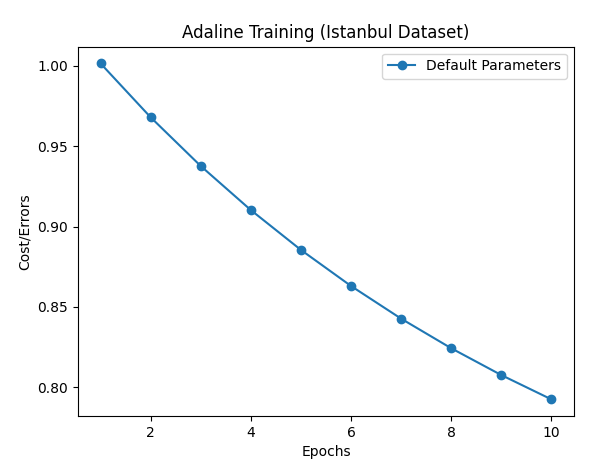 Adaline Training (Istanbul Dataset)
Default Parameters
1.00
0.95
0.90
0.85
0.80
Cost/Errors
2 4 6 8 10
Epochs